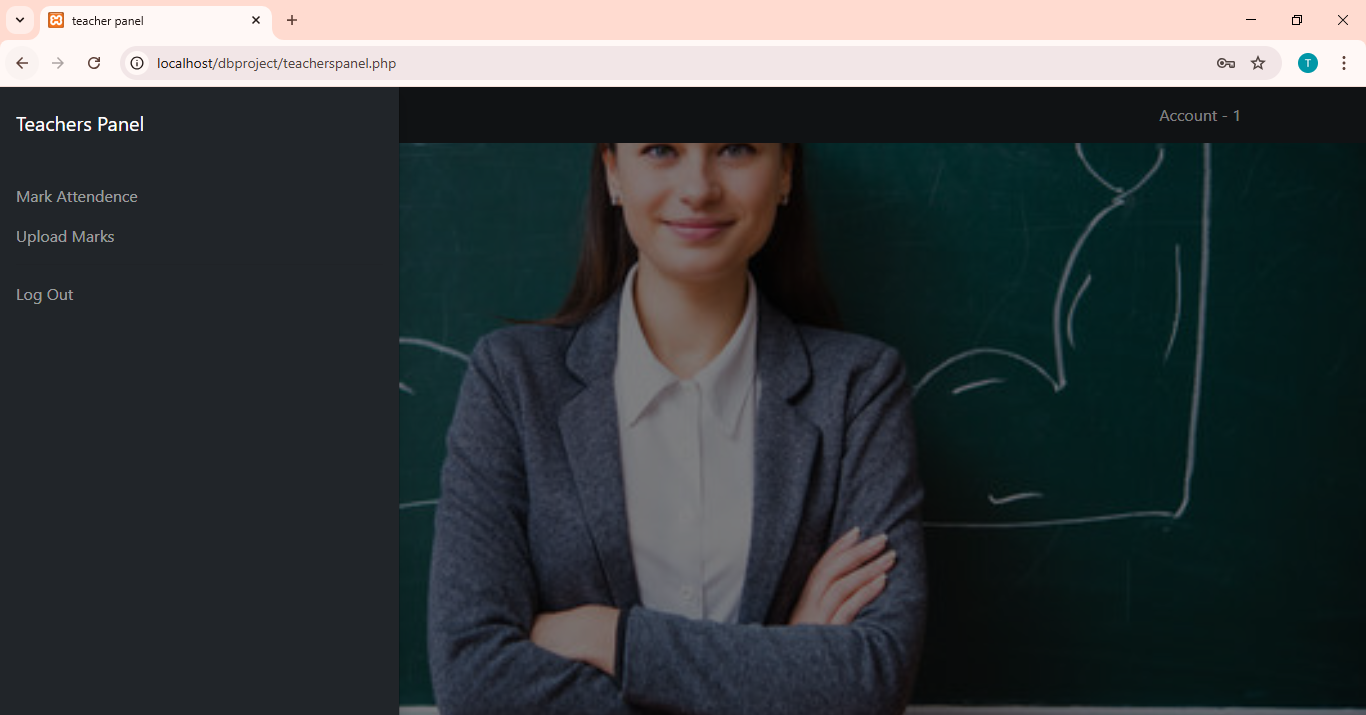 teacher panel
localhost/dbproject/teacherspanel.php
T
Teachers Panel
Account - 1
Mark Attendence
Upload Marks
Log Out